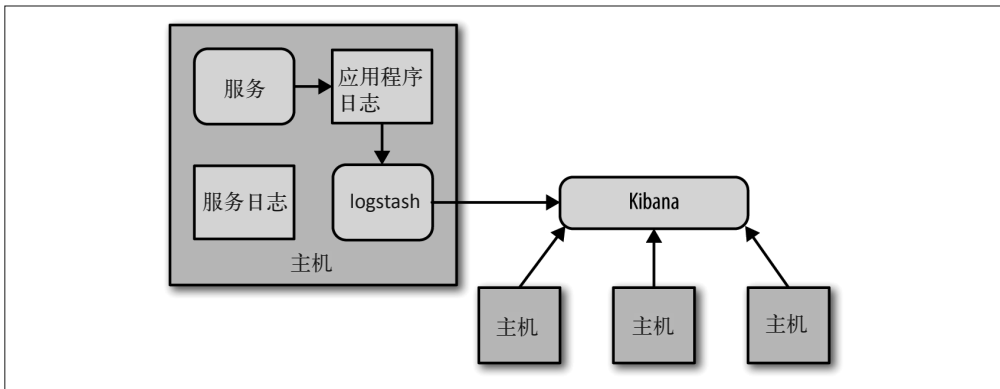 服务
应用程序
日志
服务日志
logstash
主机
Kibana
主机
主机
主机